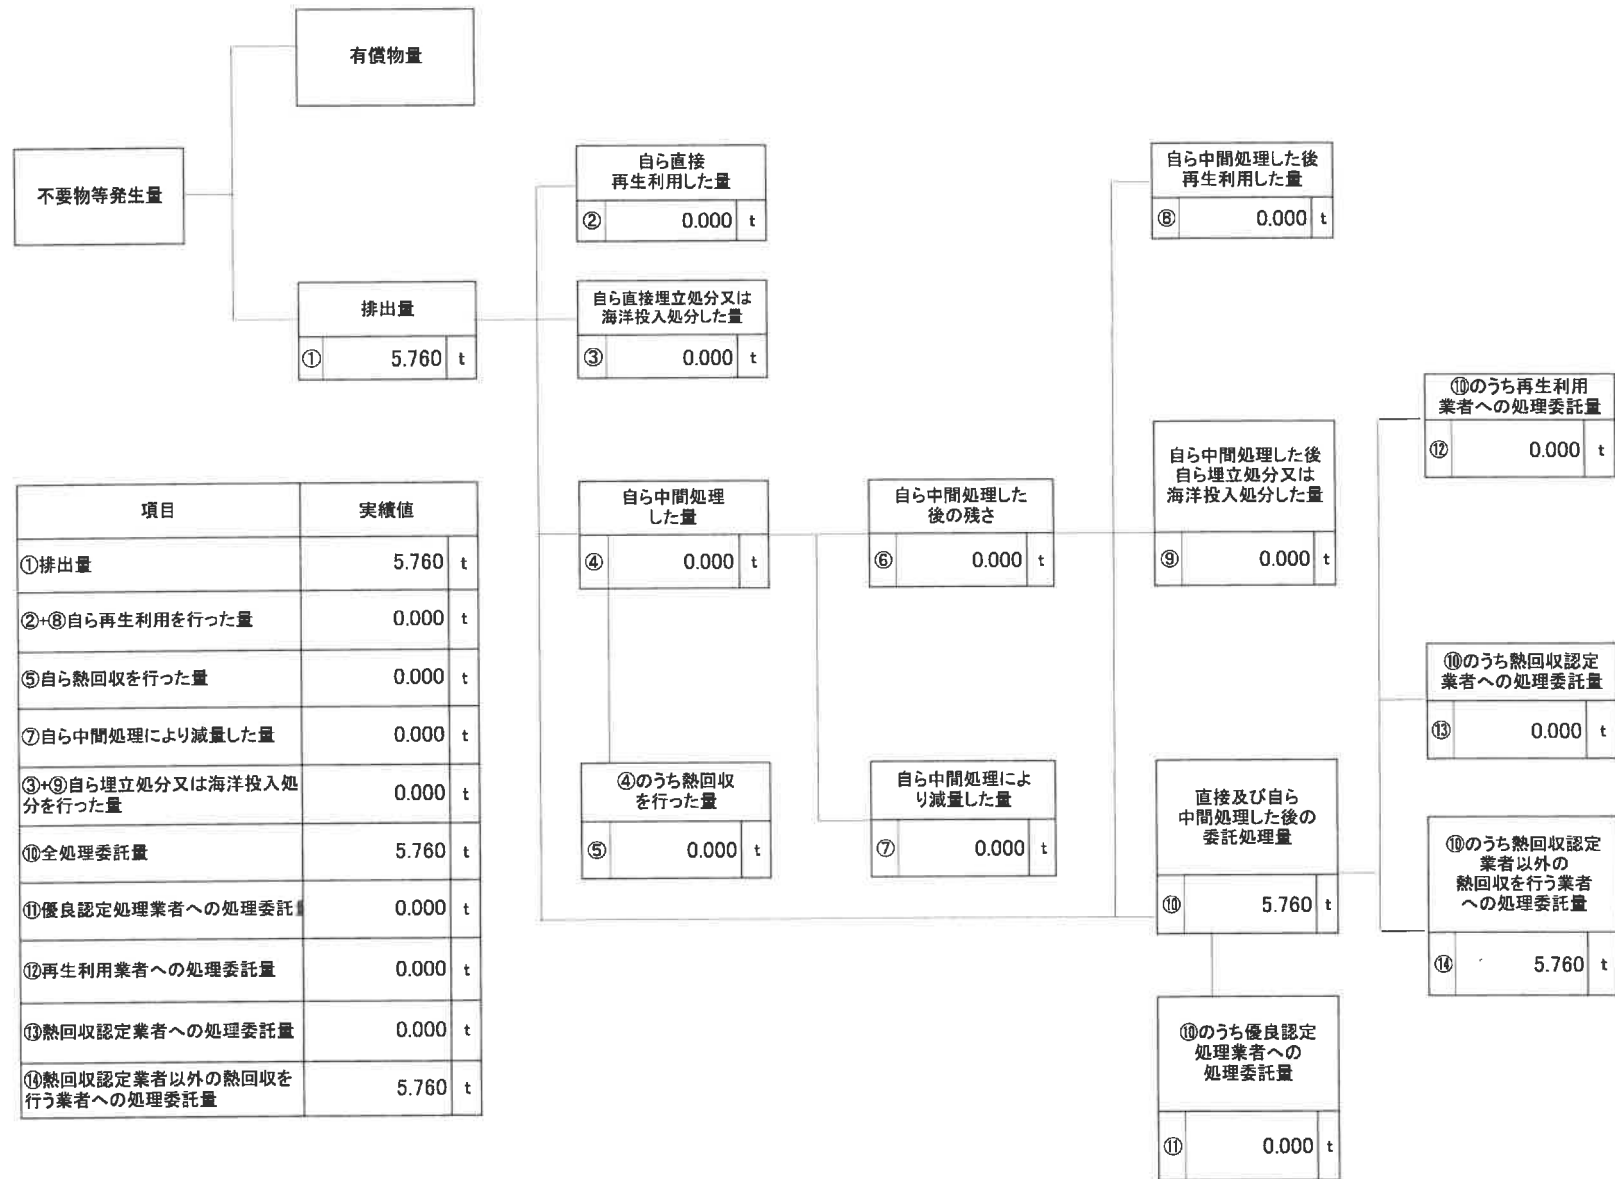 有償物量
不要物等発生量
排出量
① 5.760 t
自ら直接
再生利用した量
② 0.000 t
自ら直接埋立処分又は
海洋投入処分した量
③ 0.000 t
自ら中間処理
した量
④ 0.000 t
④のうち熱回収
を行った量
⑤ 0.000 t
自ら中間処理した
後の残さ
⑥ 0.000 t
自ら中間処理によ
り減量した量
⑦ 0.000 t
自ら中間処理した後
再生利用した量
⑧ 0.000 t
自ら中間処理した後
自ら埋立処分又は
海洋投入処分した量
⑨ 0.000 t
直接及び自ら
中間処理した後の
委託処理量
⑩ 5.760 t
⑩のうち優良認定
処理業者への
処理委託量
⑪ 0.000 t
⑩のうち再生利用
業者への処理委託量
⑫ 0.000 t
⑩のうち熱回収認定
業者への処理委託量
⑬ 0.000 t
⑩のうち熱回収認定
業者以外の
熱回収を行う業者
への処理委託量
⑭ 5.760 t
項目 実績値
①排出量 5.760 t
②+⑧自ら再生利用を行った量 0.000 t
⑤自ら熱回収を行った量 0.000 t
⑦自ら中間処理により減量した量 0.000 t
③+⑨自ら埋立処分又は海洋投入処
分を行った量 0.000 t
⑩全処理委託量 5.760 t
⑪優良認定処理業者への処理委託 0.000 t
⑫再生利用業者への処理委託量 0.000 t
⑬熱回収認定業者への処理委託量 0.000 t
⑭熱回収認定業者以外の熱回収を
行う業者への処理委託量 5.760 t